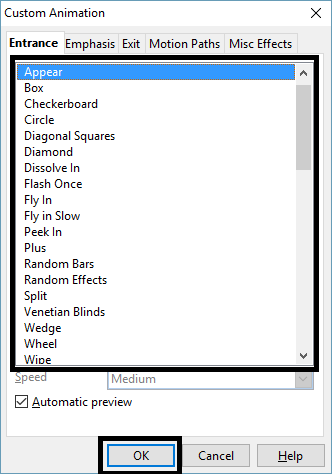 Custom Animation
Entrance Emphasis Exit Motion Paths Misc Effects
Appear
Box
Checkerboard
Circle
Diagonal Squares
Diamond
Dissolve In
Flash Once
Fly In
Fly in Slow
Peek In
Plus
Random Bars
Random Effects
Split
Venetian Blinds
Wedge
Wheel
Wipe
Speed Medium
Automatic preview
OK Cancel Help